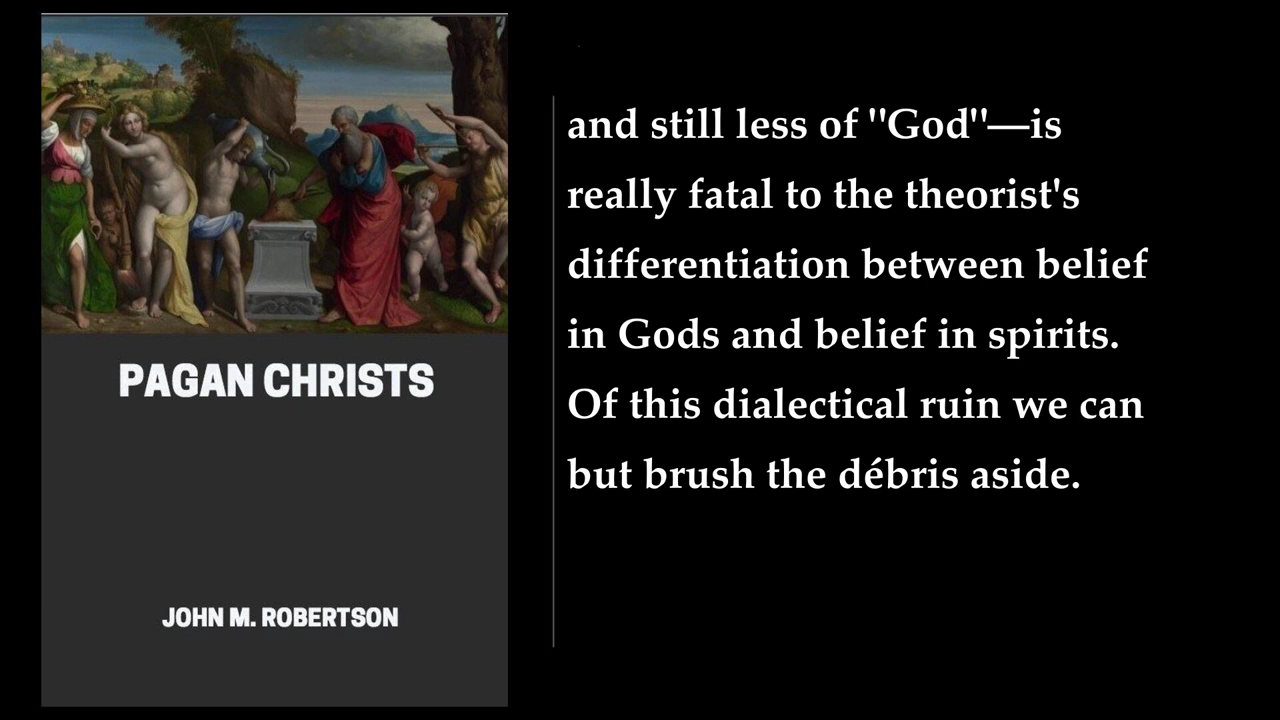 PAGAN CHRISTS
JOHN M. ROBERTSON
and still less of "God"—is
really fatal to the theorist's
differentiation between belief
in Gods and belief in spirits.
Of this dialectical ruin we can
but brush the débris aside.